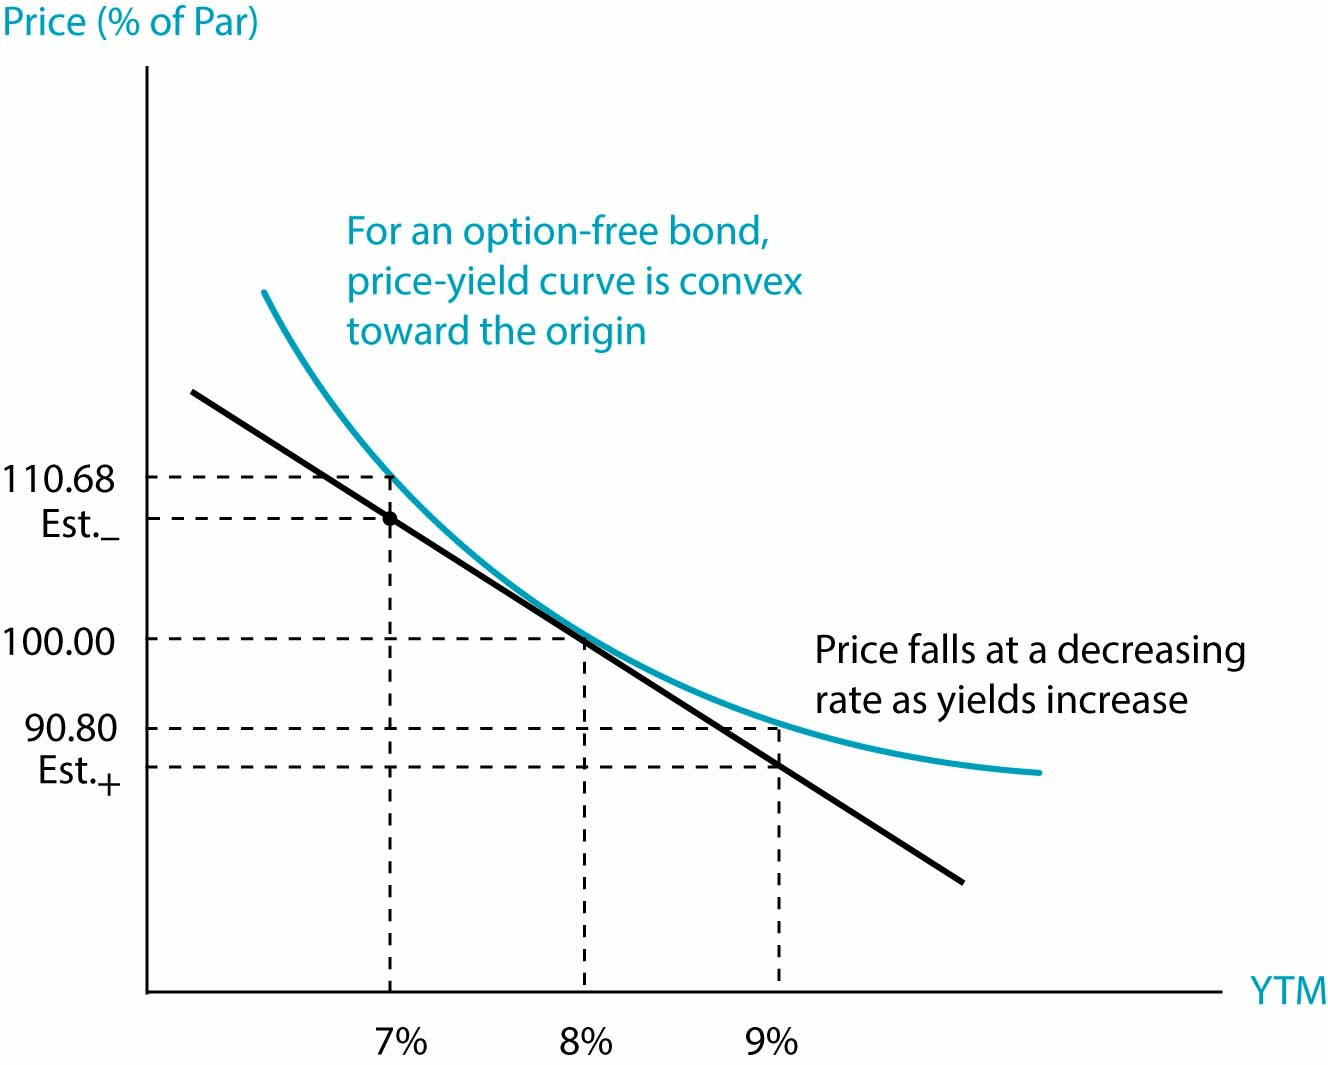 Price (% of Par)
For an option-free bond,
price-yield curve is convex
toward the origin
110.68
Est.–
100.00
Price falls at a decreasing
rate as yields increase
90.80
Est.+
YTM
7% 8% 9%